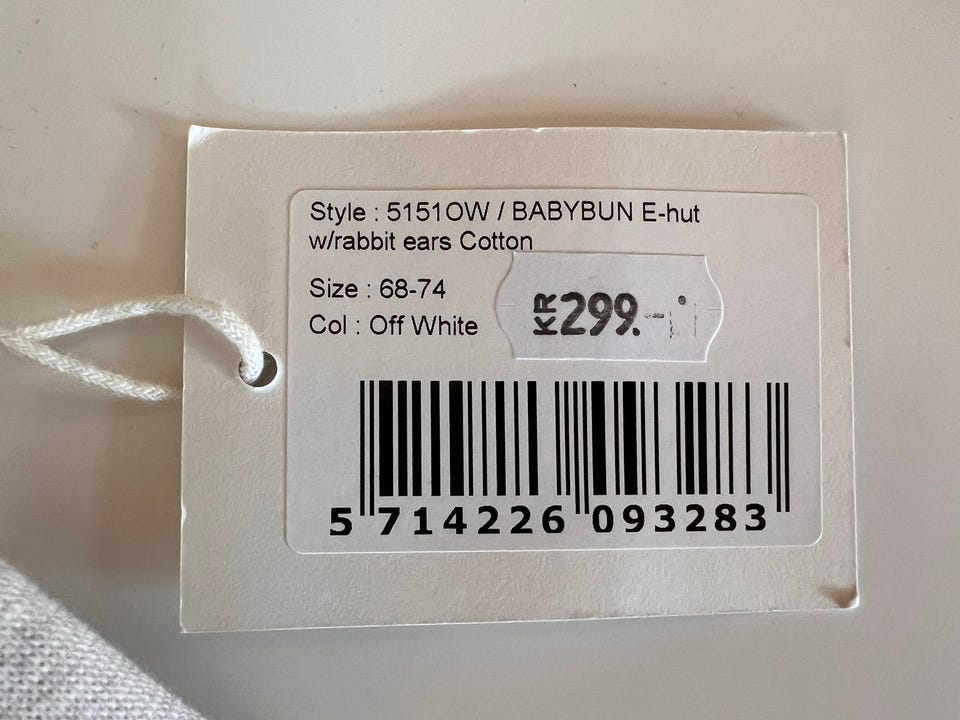 Style : 5151OW / BABYBUN E-hut
w/rabbit ears Cotton
Size : 68-74
Col : Off White
KR 299.-
5 714226 093283